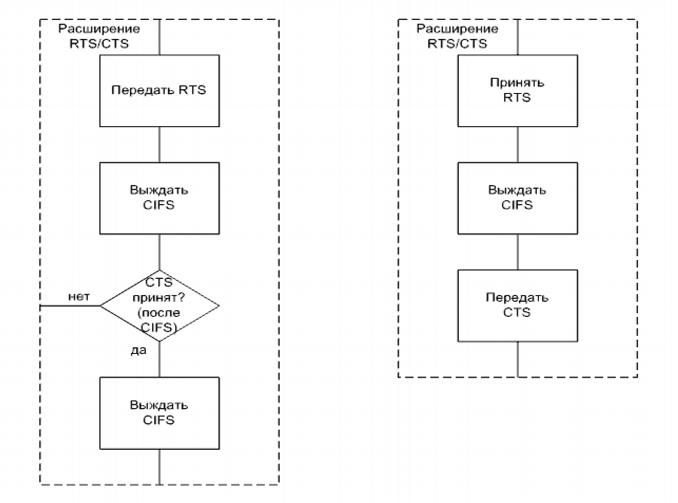 Расширение
RTS/CTS
Передать RTS
Выждать
CIFS
CTS
принят?
(после
CIFS)
нет
да
Выждать
CIFS
Расширение
RTS/CTS
Принять
RTS
Выждать
CIFS
Передать
CTS